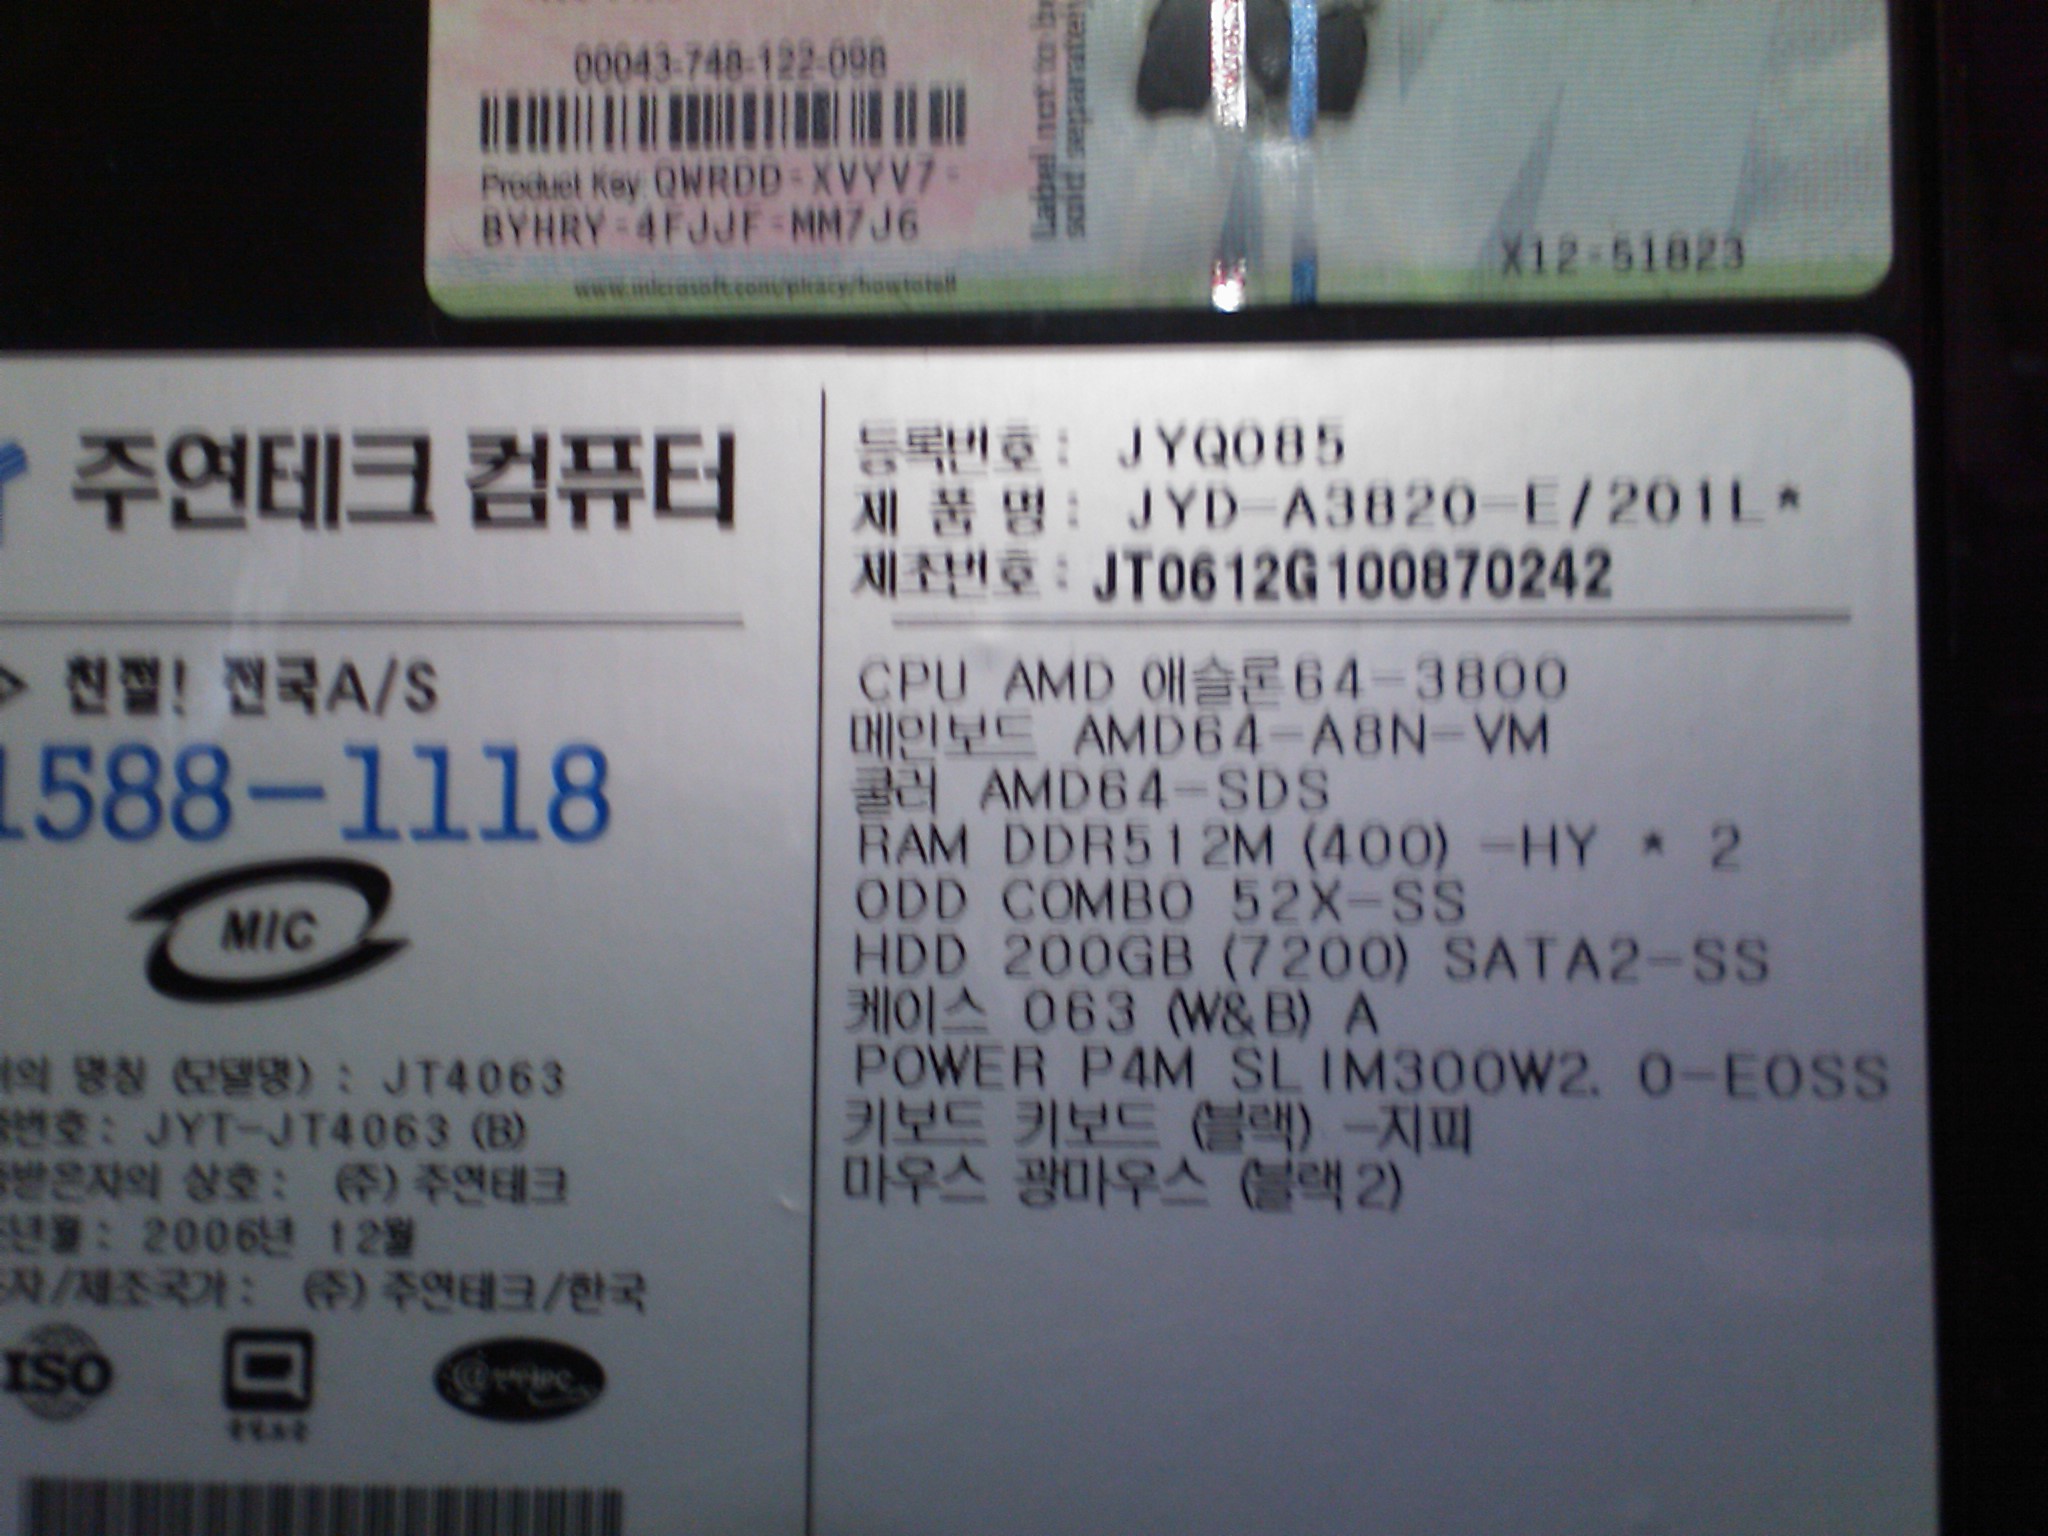 00043-748-122-098
Product Key: QWRDD-XVYV7-
BYHRY-4FJJF-MM7J6
www.microsoft.com/piracy/howtotell
Label not to be
sold separately
X12-51823
주연테크 컴퓨터
친절! 전국A/S
1588-1118
MIC
의 명칭 (모델명) : JT4063
번호 : JYT-JT4063 (B)
받은자의 상호 : (주) 주연테크
년월 : 2006년 12월
자/제조국가 : (주) 주연테크/한국
ISO
등록번호 : JYQ085
제 품 명 : JYD-A3820-E/201L*
제조번호 : JT0612G100870242
CPU AMD 애슬론64-3800
메인보드 AMD64-A8N-VM
쿨러 AMD64-SDS
RAM DDR512M (400) -HY * 2
ODD COMBO 52X-SS
HDD 200GB (7200) SATA2-SS
케이스 063 (W&B) A
POWER P4M SLIM300W2. 0-EOSS
키보드 키보드 (블랙) -지피
마우스 광마우스 (블랙2)